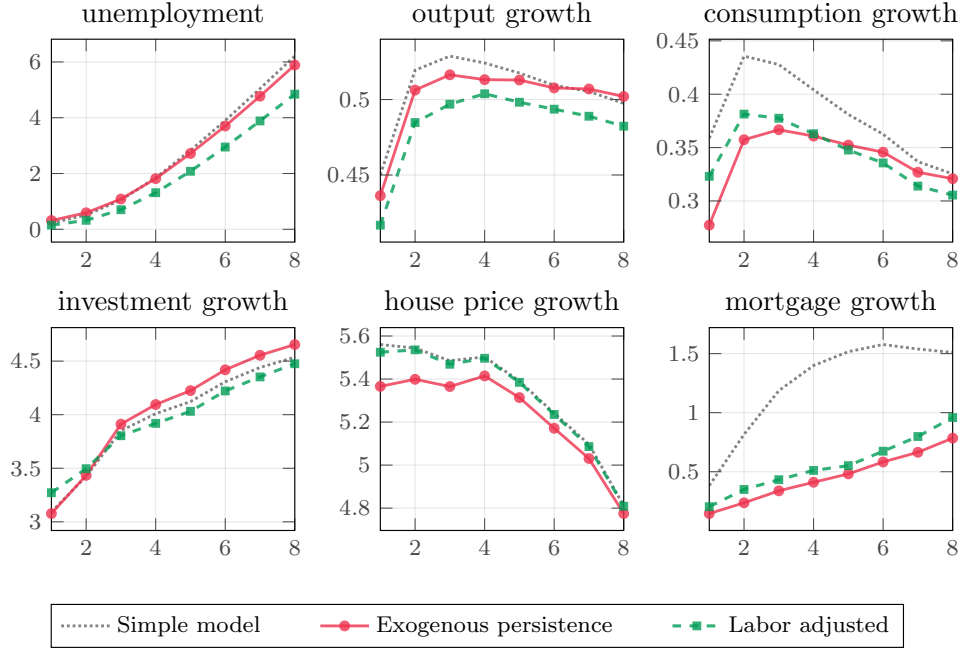 unemployment
output growth
consumption growth
6
4
2
0
2 4 6 8
0.5
0.45
2 4 6 8
0.45
0.4
0.35
0.3
2 4 6 8
investment growth
house price growth
mortgage growth
4.5
4
3.5
3
2 4 6 8
5.6
5.4
5.2
5
4.8
2 4 6 8
1.5
1
0.5
2 4 6 8
Simple model
Exogenous persistence
Labor adjusted